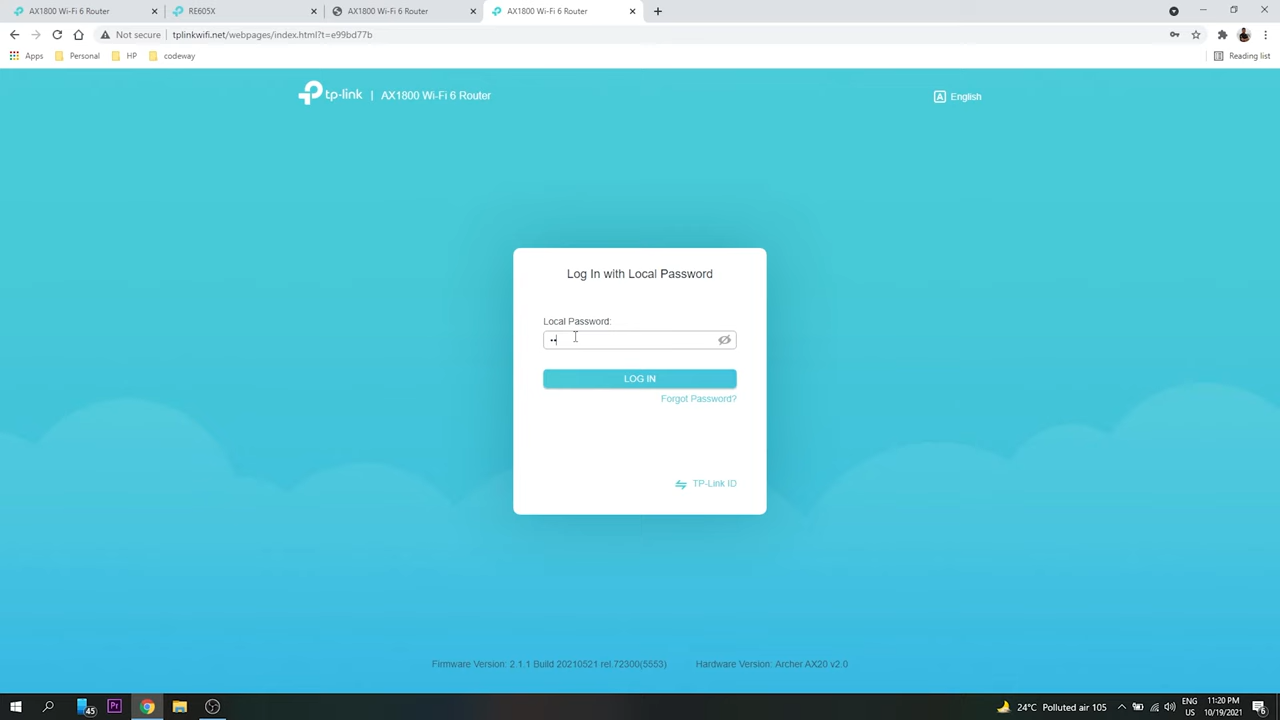 AX1800 Wi-Fi 6 Router
RE605X
AX1800 Wi-Fi 6 Router
AX1800 Wi-Fi 6 Router
Not secure
tplinkwifi.net/webpages/index.html?t=e99bd77b
Apps
Personal
HP
codeway
Reading list
tp-link | AX1800 Wi-Fi 6 Router
A English
Log In with Local Password
Local Password:
LOG IN
Forgot Password?
TP-Link ID
Firmware Version: 2.1.1 Build 20210521 rel.72300(5553)
Hardware Version: Archer AX20 v2.0
45
Pr
24°C Polluted air 105
ENG
US
11:20 PM
10/19/2021
6